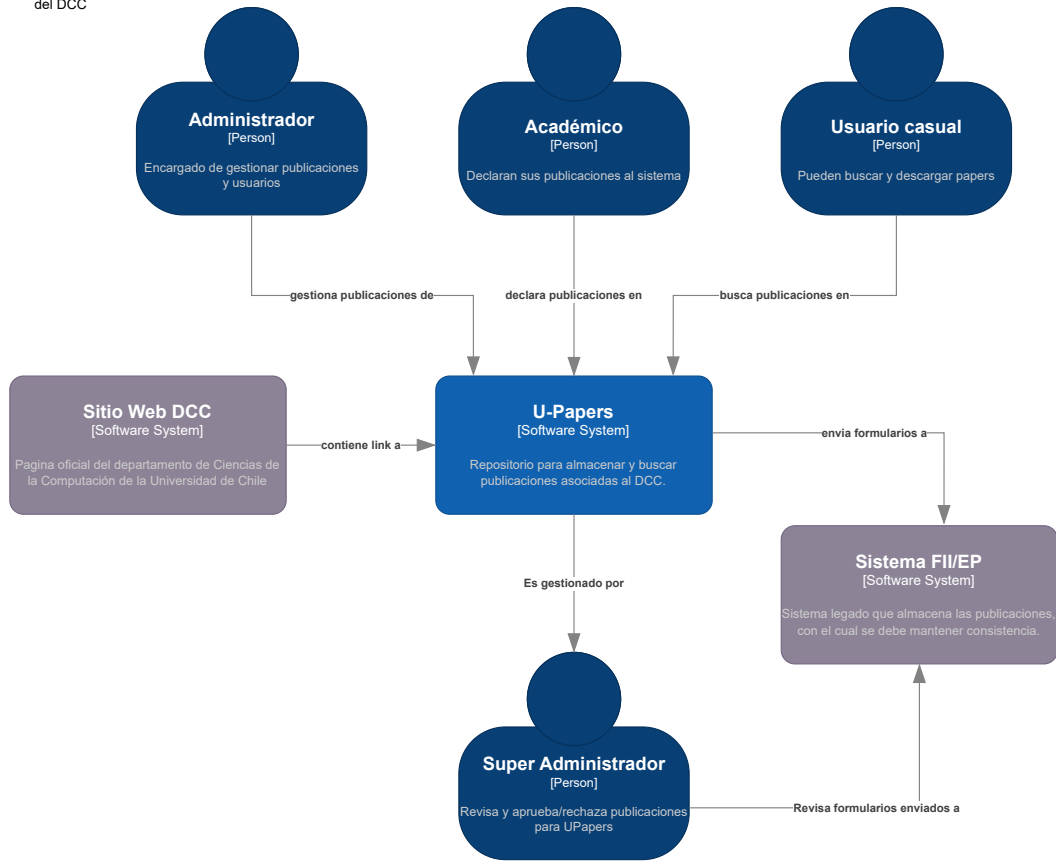 del DCC
Administrador
[Person]
Encargado de gestionar publicaciones
y usuarios
Académico
[Person]
Declaran sus publicaciones al sistema
Usuario casual
[Person]
Pueden buscar y descargar papers
gestiona publicaciones de
declara publicaciones en
busca publicaciones en
Sitio Web DCC
[Software System]
Pagina oficial del departamento de Ciencias de
la Computación de la Universidad de Chile
contiene link a
U-Papers
[Software System]
Repositorio para almacenar y buscar
publicaciones asociadas al DCC.
envia formularios a
Sistema FII/EP
[Software System]
Sistema legado que almacena las publicaciones,
con el cual se debe mantener consistencia.
Es gestionado por
Super Administrador
[Person]
Revisa y aprueba/rechaza publicaciones
para UPapers
Revisa formularios enviados a